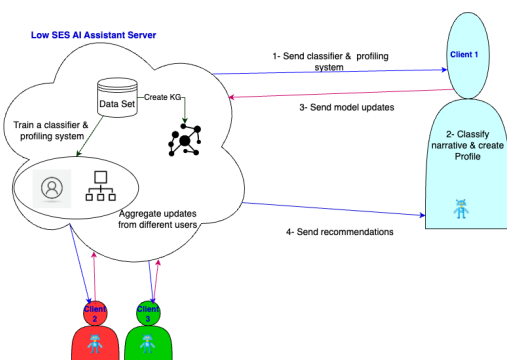 Low SES AI Assistant Server
1- Send classifier & profiling
system
Client 1
Data Set
Create KG
3- Send model updates
Train a classifier &
profiling system
2- Classify
narrative & create
Profile
Aggregate updates
from different users
4- Send recommendations
Client
2
Client
3